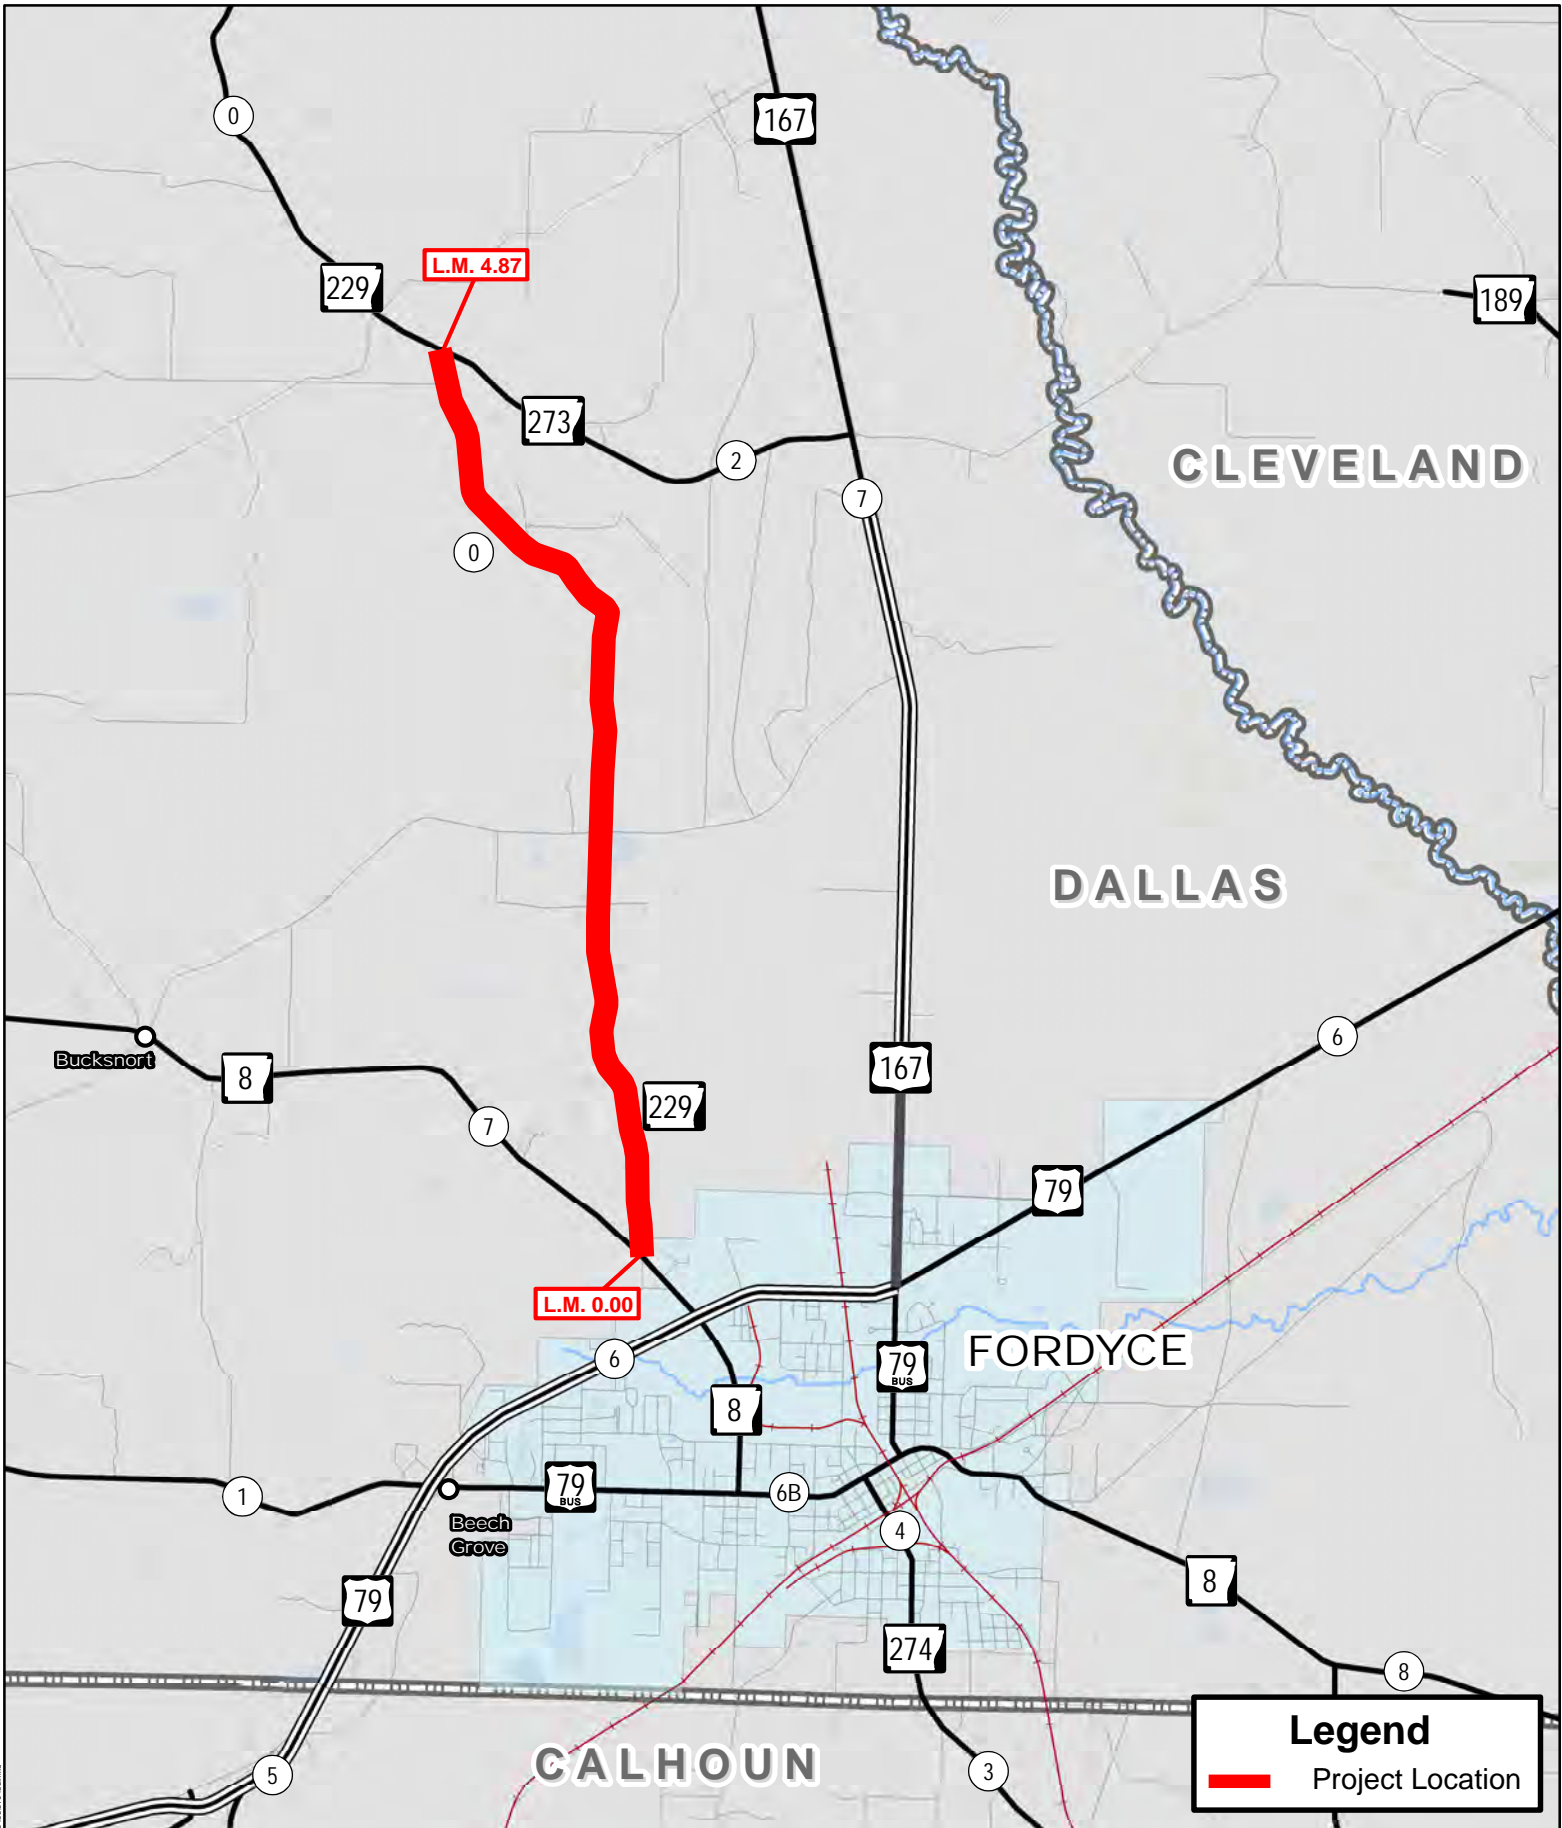 0
167
L.M. 4.87
229
189
273
2
CLEVELAND
7
0
DALLAS
6
Bucksnort
167
8
229
7
79
L.M. 0.00
FORDYCE
6
79
BUS
8
79
BUS
6B
1
Beech
Grove
4
8
79
274
8
Legend
Project Location
CALHOUN
3
5